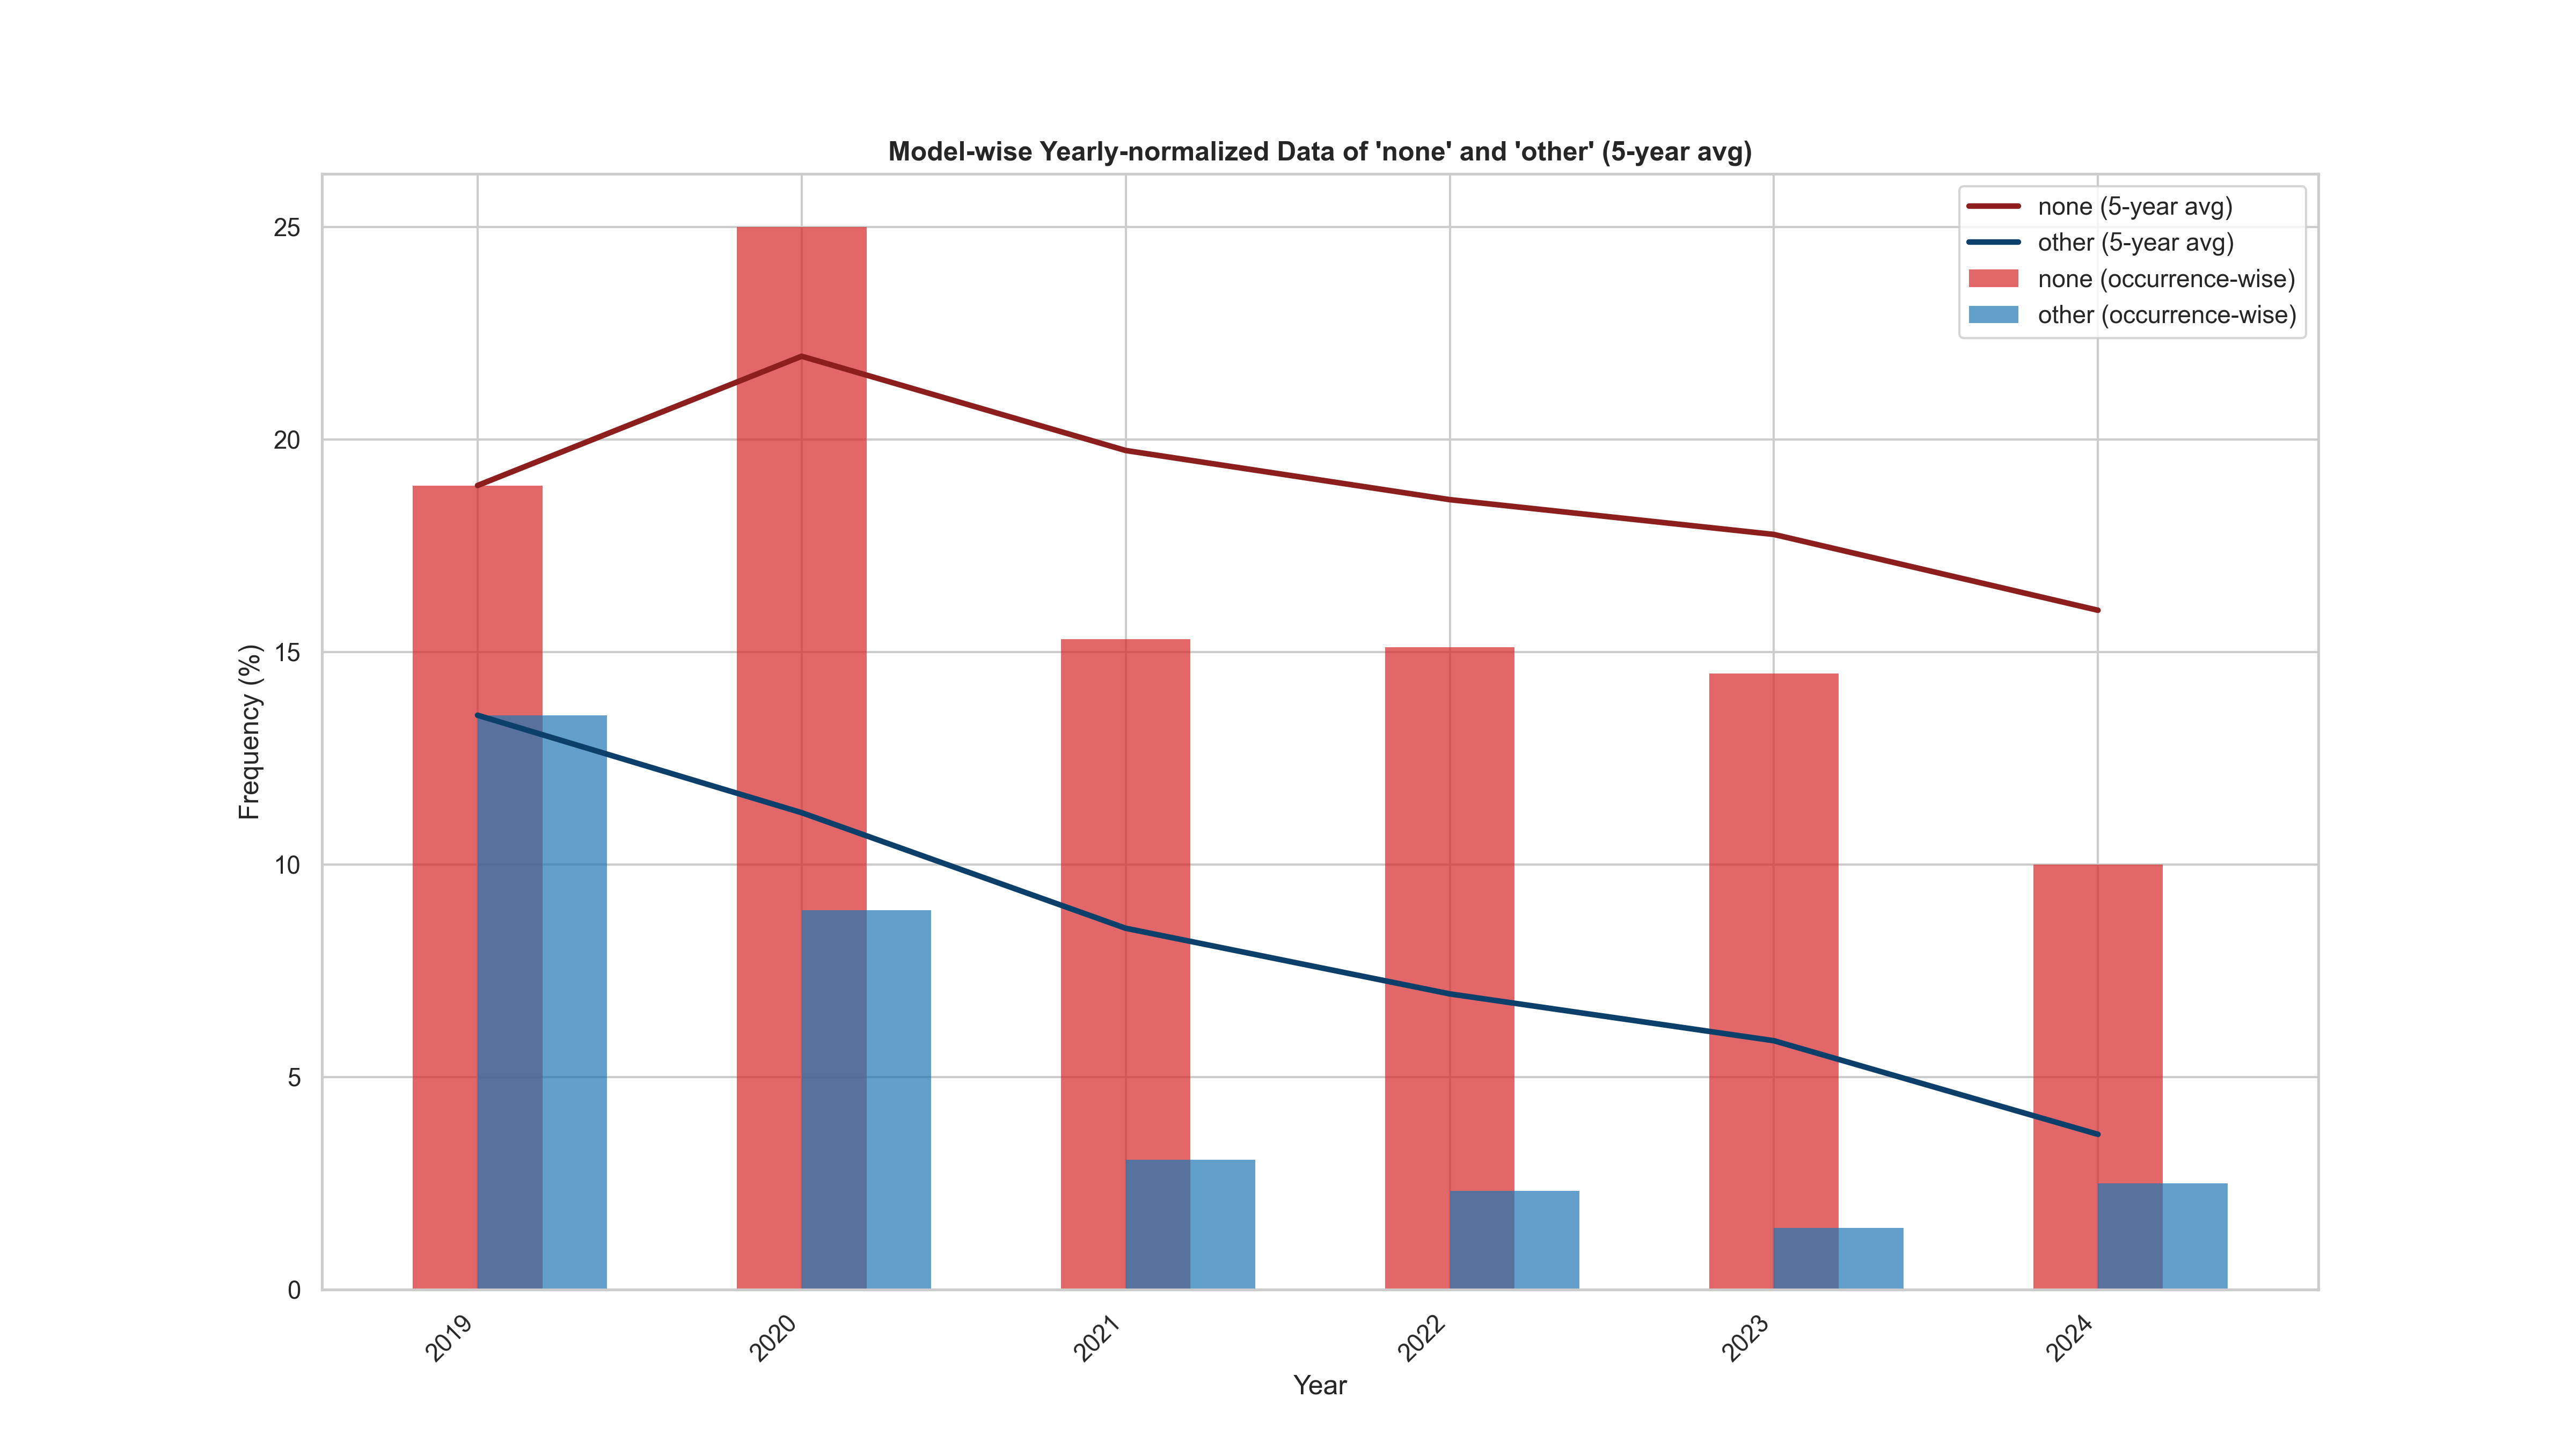 Model-wise Yearly-normalized Data of 'none' and 'other' (5-year avg)
none (5-year avg)
other (5-year avg)
none (occurrence-wise)
other (occurrence-wise)
Frequency (%)
25
20
15
10
5
0
2019
2020
2021
2022
2023
2024
Year